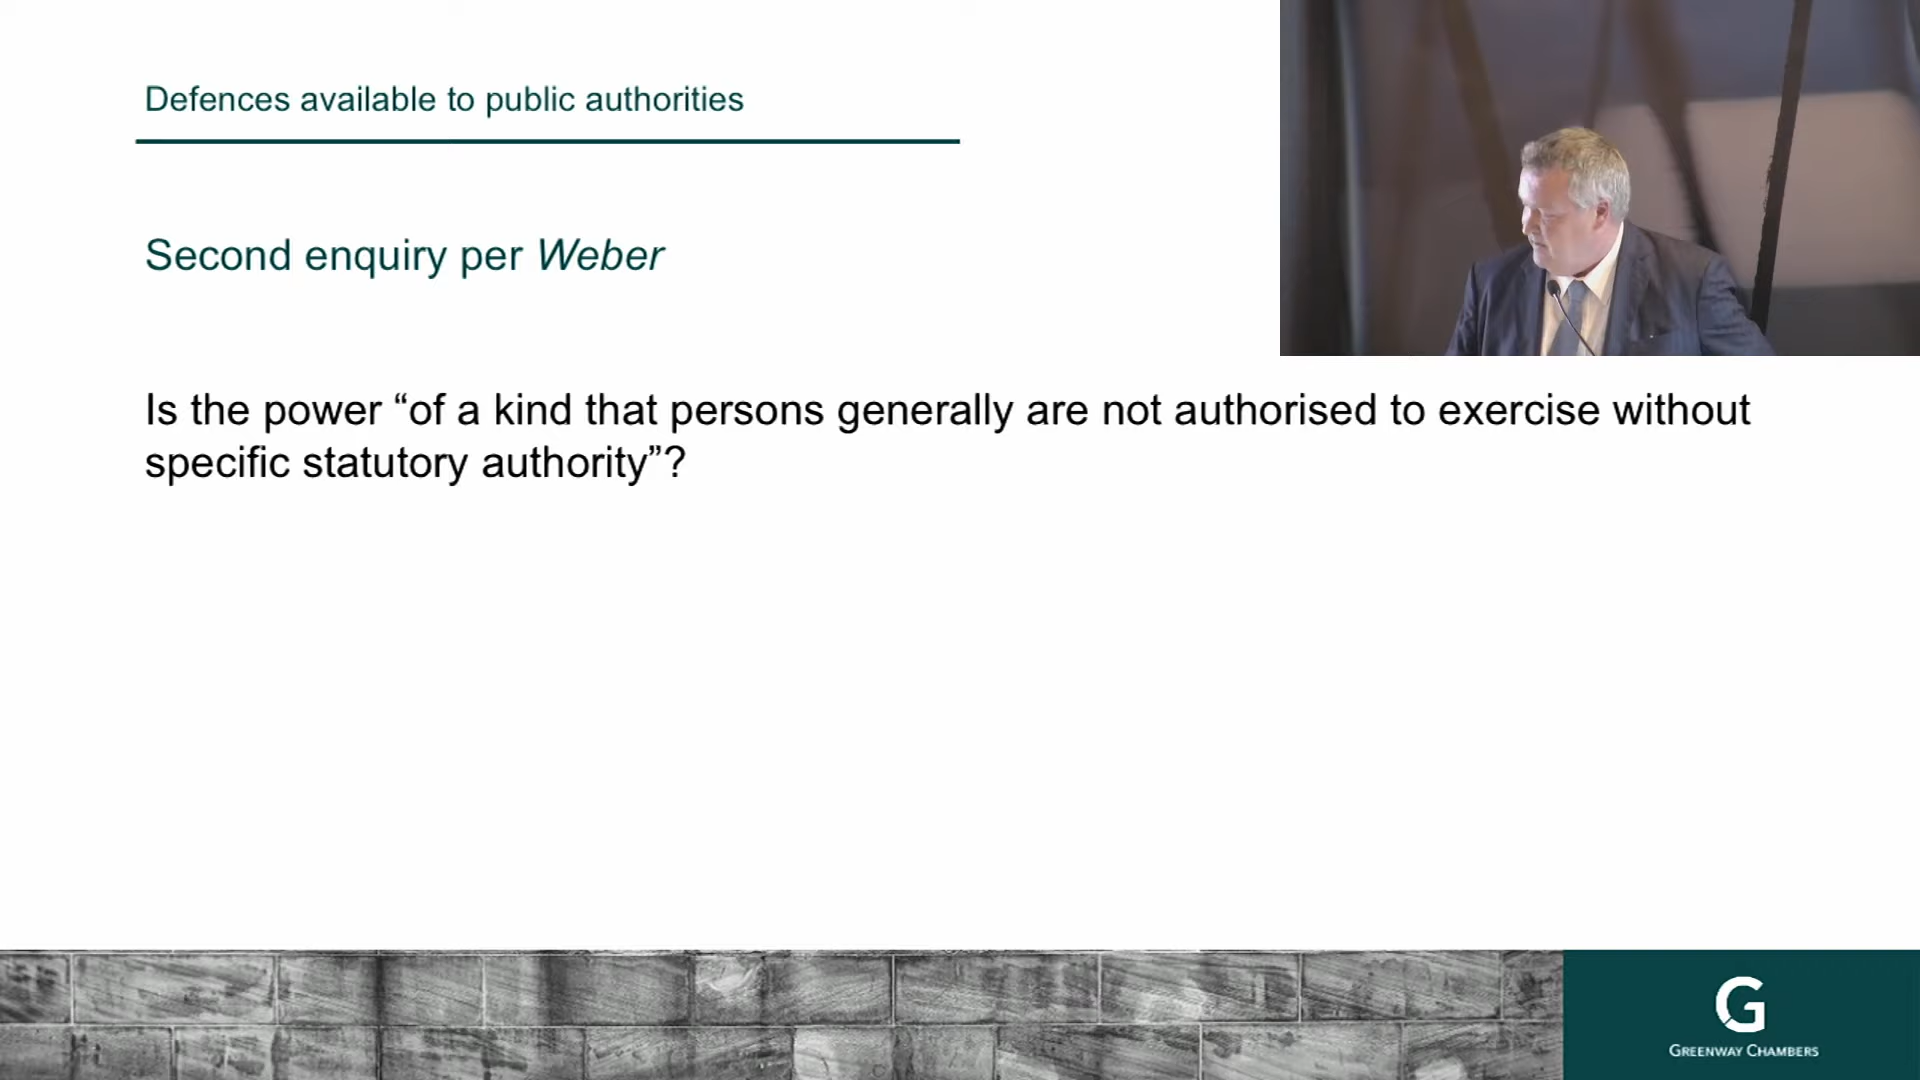 Defences available to public authorities
Second enquiry per Weber
Is the power “of a kind that persons generally are not authorised to exercise without
specific statutory authority”?
G
GREENWAY CHAMBERS